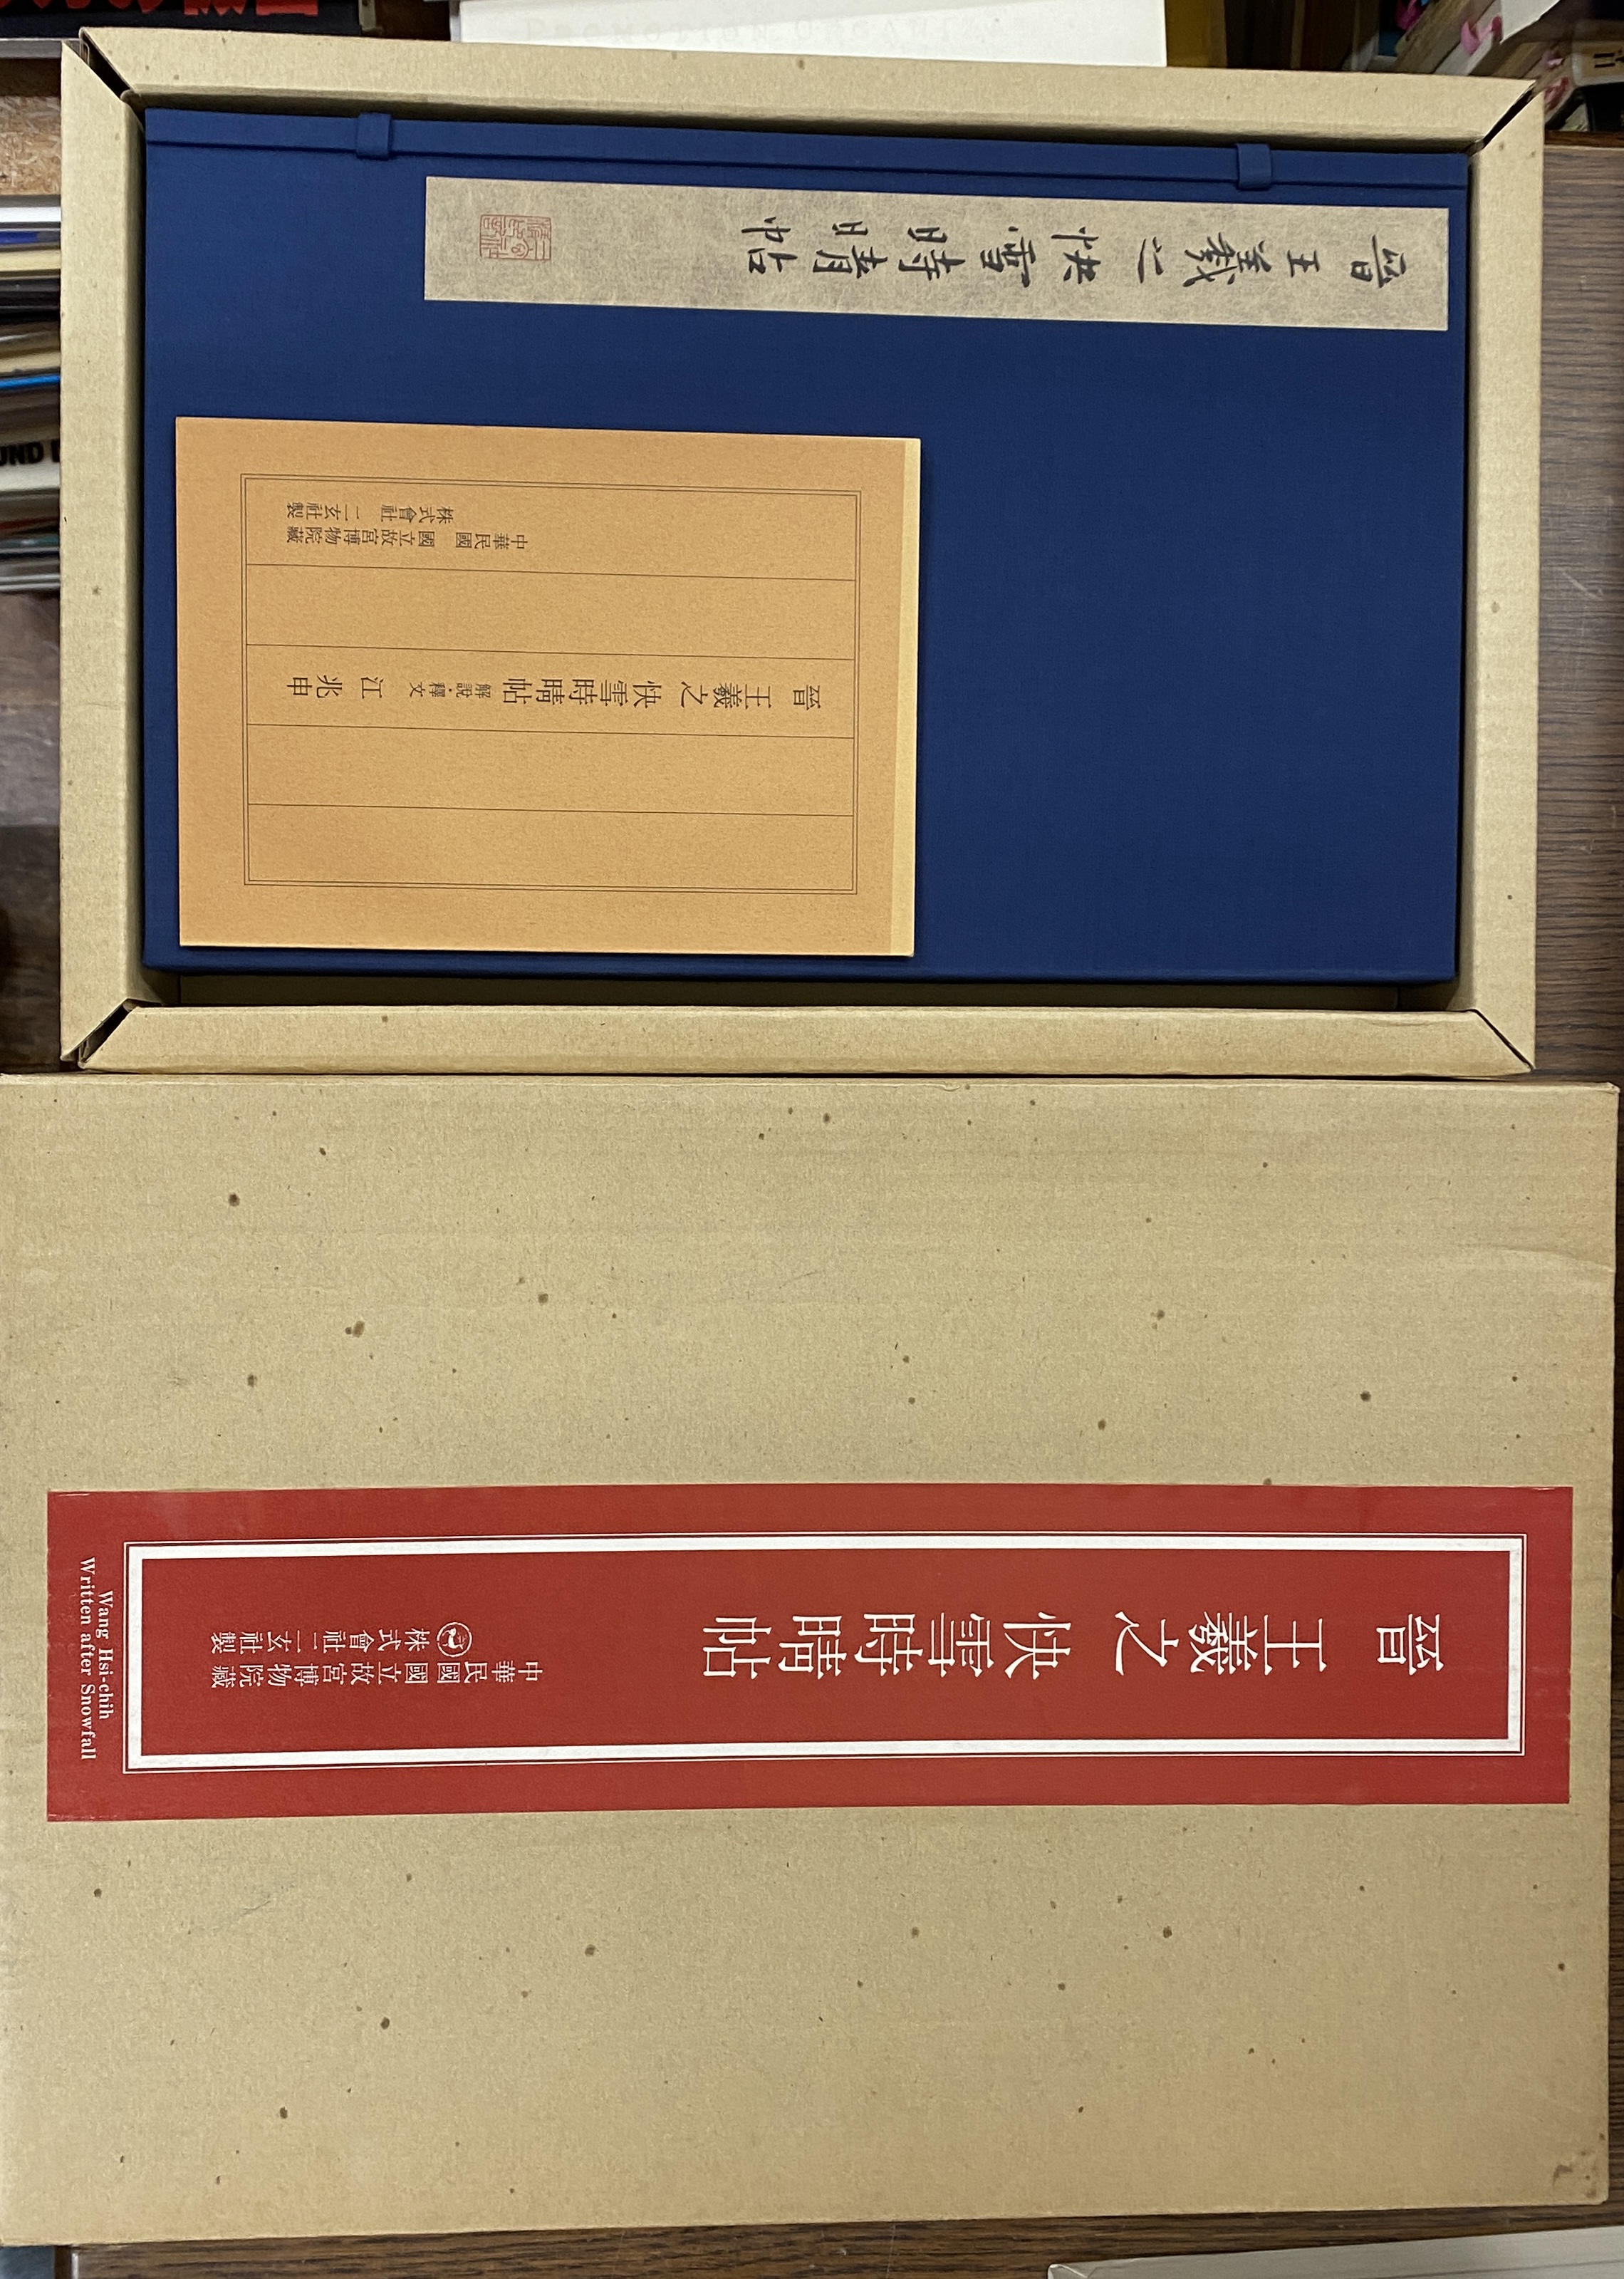 晉 王羲之 快雪時晴帖
晉 王羲之 快雪時晴帖 解說·釋文 江兆申
中華民國 國立故宮博物院藏
株式會社 二玄社製
晉 王羲之 快雪時晴帖
中華民國 國立故宮博物院藏
株式會社二玄社製
Wang Hsi-chih
Written after Snowfall